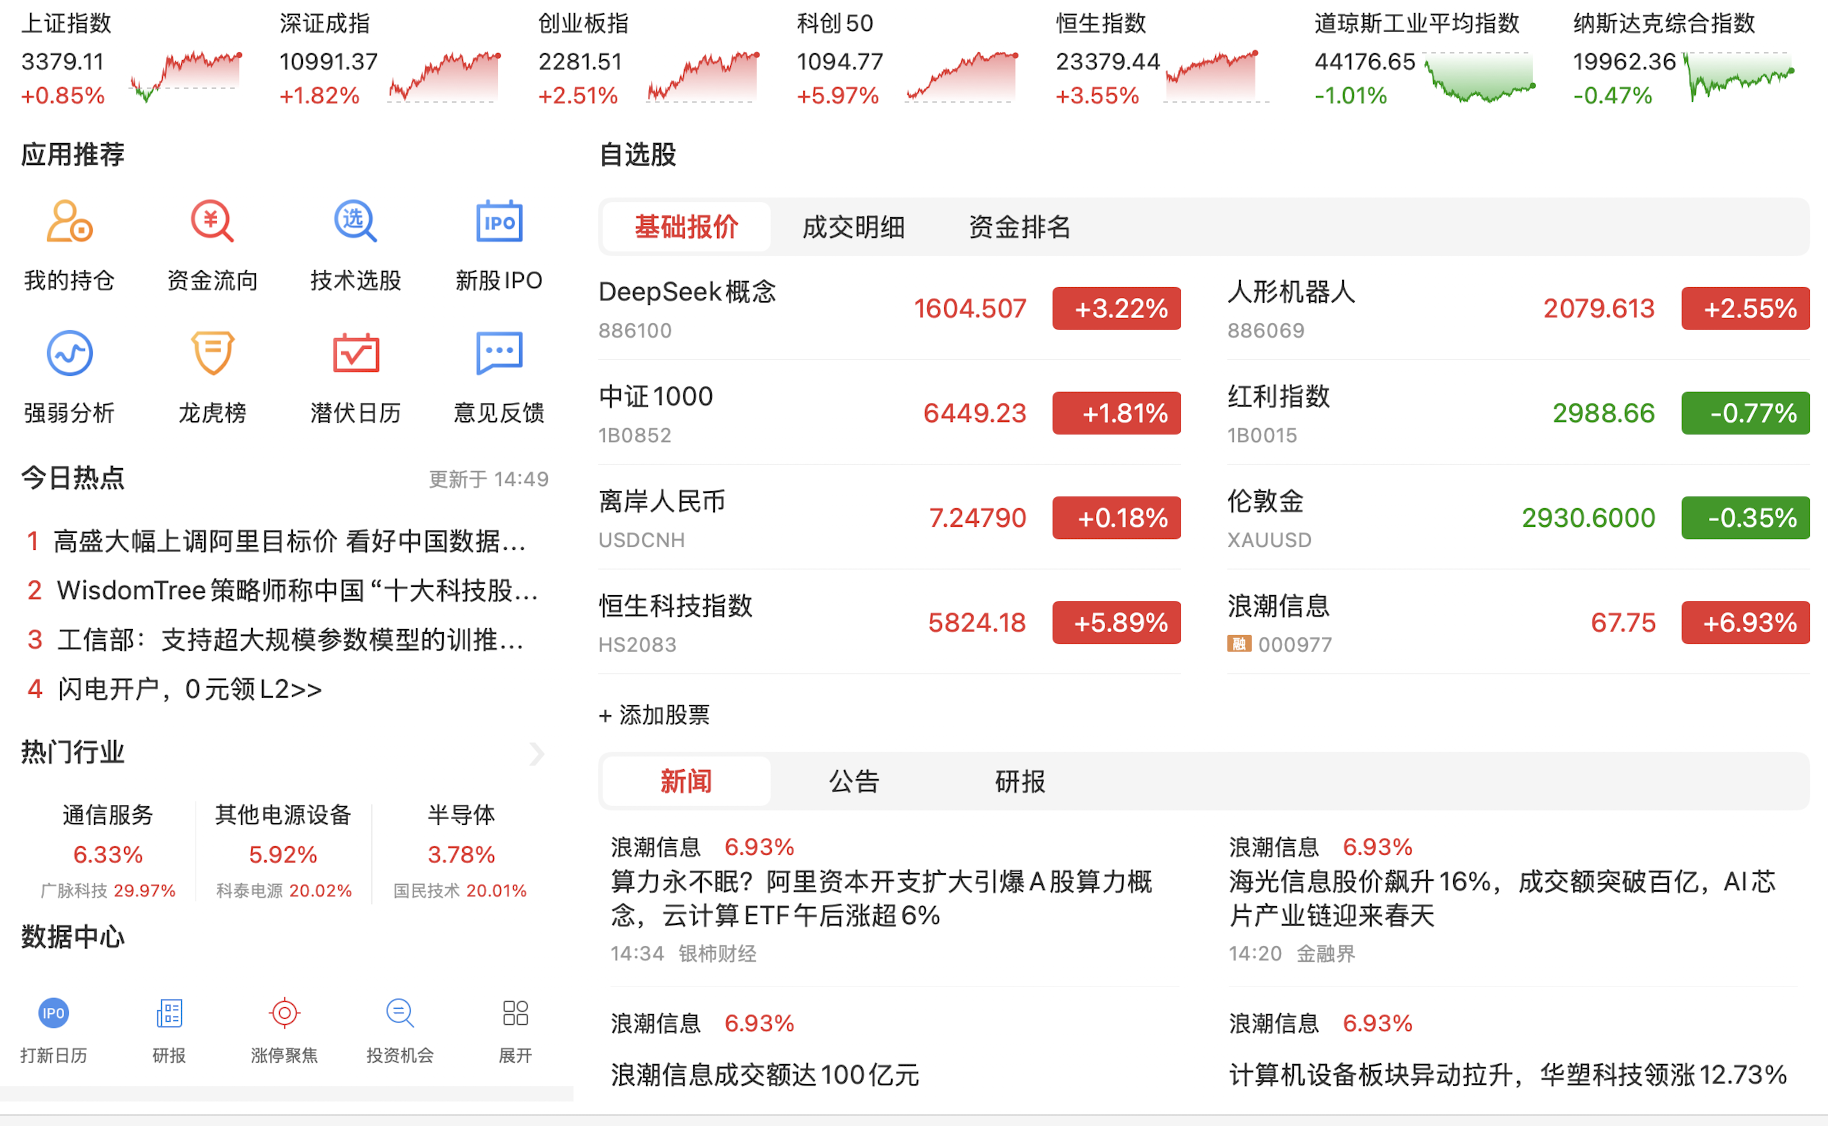 上证指数
3379.11
+0.85%
深证成指
10991.37
+1.82%
创业板指
2281.51
+2.51%
科创50
1094.77
+5.97%
恒生指数
23379.44
+3.55%
道琼斯工业平均指数
44176.65
-1.01%
纳斯达克综合指数
19962.36
-0.47%
应用推荐
¥
选
IPO
我的持仓
资金流向
技术选股
新股IPO
强弱分析
龙虎榜
潜伏日历
意见反馈
今日热点
更新于 14:49
1 高盛大幅上调阿里目标价 看好中国数据...
2 WisdomTree策略师称中国“十大科技股...
3 工信部：支持超大规模参数模型的训推...
4 闪电开户，0元领L2>>
热门行业
通信服务
6.33%
广脉科技 29.97%
其他电源设备
5.92%
科泰电源 20.02%
半导体
3.78%
国民技术 20.01%
数据中心
IPO
打新日历
研报
涨停聚焦
投资机会
展开
自选股
基础报价 成交明细 资金排名
DeepSeek概念
886100
1604.507
+3.22%
人形机器人
886069
2079.613
+2.55%
中证1000
1B0852
6449.23
+1.81%
红利指数
1B0015
2988.66
-0.77%
离岸人民币
USDCNH
7.24790
+0.18%
伦敦金
XAUUSD
2930.6000
-0.35%
恒生科技指数
HS2083
5824.18
+5.89%
浪潮信息
融 000977
67.75
+6.93%
+ 添加股票
新闻 公告 研报
浪潮信息 6.93%
算力永不眠？阿里资本开支扩大引爆A股算力概
念，云计算ETF午后涨超6%
14:34 银柿财经
浪潮信息 6.93%
海光信息股价飙升16%，成交额突破百亿，AI芯
片产业链迎来春天
14:20 金融界
浪潮信息 6.93%
浪潮信息成交额达100亿元
浪潮信息 6.93%
计算机设备板块异动拉升，华塑科技领涨12.73%